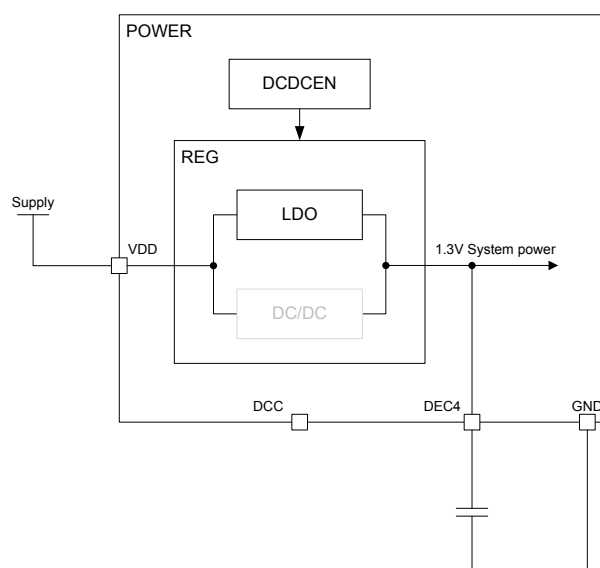 POWER
DCDCEN
REG
LDO
Supply
VDD
1.3V System power
DC/DC
DCC
DEC4
GND